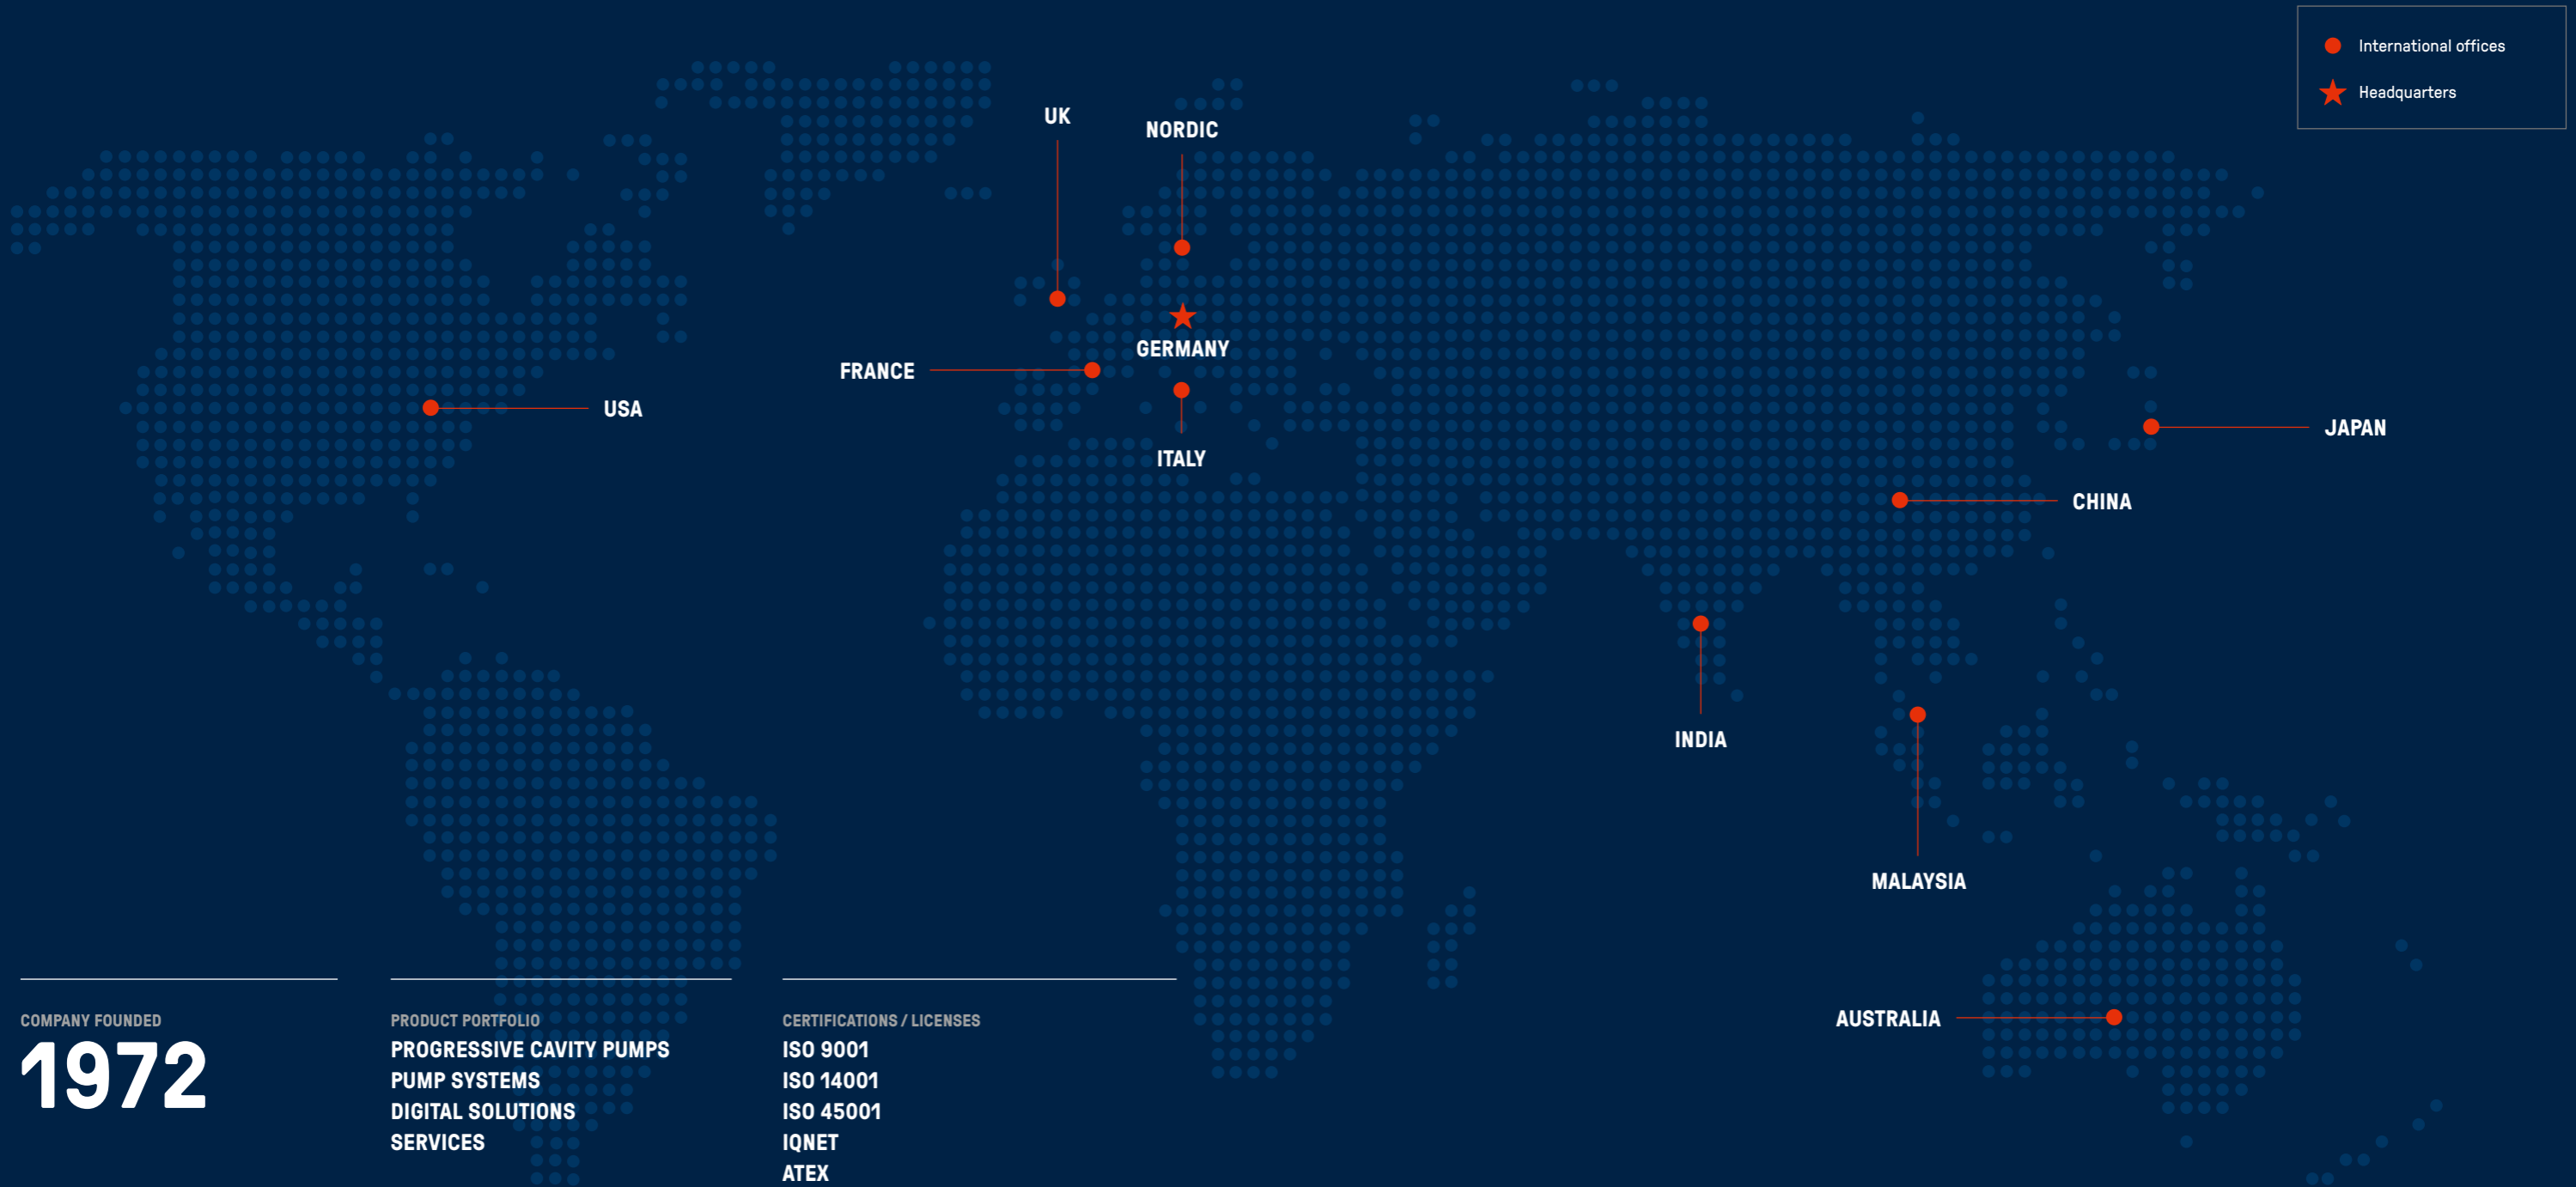 International offices
Headquarters
UK
NORDIC
GERMANY
FRANCE
USA
ITALY
JAPAN
CHINA
INDIA
MALAYSIA
AUSTRALIA
COMPANY FOUNDED
1972
PRODUCT PORTFOLIO
PROGRESSIVE CAVITY PUMPS
PUMP SYSTEMS
DIGITAL SOLUTIONS
SERVICES
CERTIFICATIONS / LICENSES
ISO 9001
ISO 14001
ISO 45001
IQNET
ATEX